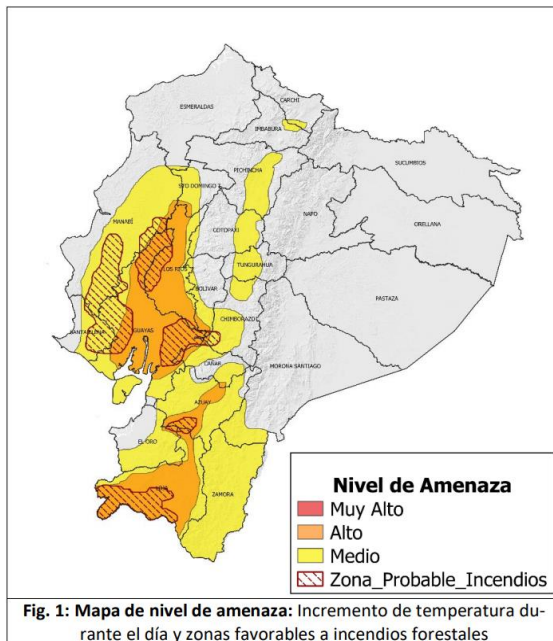 ESMERALDAS
CARCHI
IMBABURA
SUCUMBIOS
PICHINCHA
STO DOMINGO
MANABÍ
NAPO
ORELLANA
COTOPAXI
LOS RIOS
TUNGURAHUA
BOLIVAR
PASTAZA
SANTA ELENA
GUAYAS
CHIMBORAZO
MORONA SANTIAGO
CAÑAR
AZUAY
EL ORO
LOJA
ZAMORA
Nivel de Amenaza
Muy Alto
Alto
Medio
Zona_Probable_Incendios
Fig. 1: Mapa de nivel de amenaza: Incremento de temperatura du-
rante el día y zonas favorables a incendios forestales